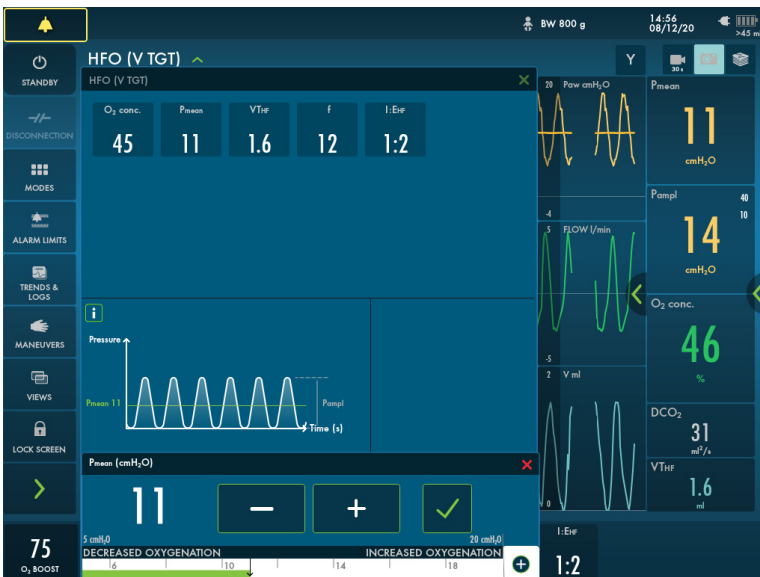 BW 800 g
14:56
08/12/20
>45 m
STANDBY
DISCONNECTION
MODES
ALARM LIMITS
TRENDS &
LOGS
MANEUVERS
VIEWS
LOCK SCREEN
75
O₂ BOOST
HFO (V TGT)
Y
30 s
HFO (V TGT)
O₂ conc.
45
Pmean
11
VTHF
1.6
f
12
I:EHF
1:2
i
Pressure
Pmean 11
Pampl
Time (s)
Pmean (cmH₂O)
11
5 cmH₂O
20 cmH₂O
DECREASED OXYGENATION
INCREASED OXYGENATION
6
10
14
18
20 Paw cmH₂O
-4
5 FLOW l/min
-5
2 V ml
0
I:EHF
1:2
Pmean
11
cmH₂O
Pampl
40
10
14
cmH₂O
O₂ conc.
46
%
DCO₂
31
ml²/s
VTHF
1.6
ml